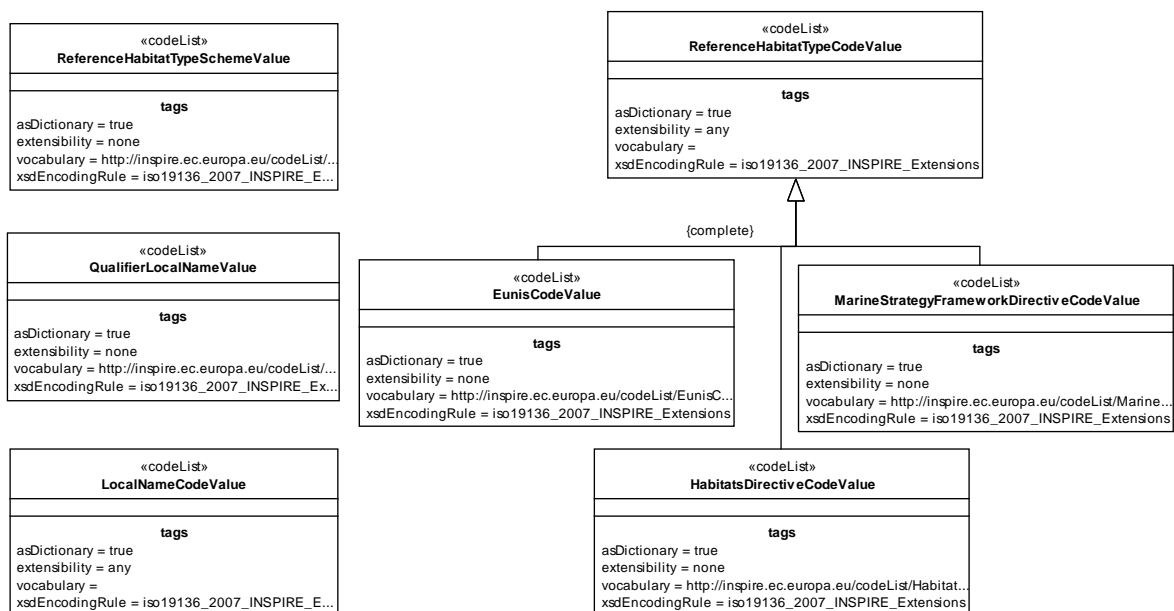 «codeList»
ReferenceHabitatTypeSchemeValue
tags
asDictionary = true
extensibility = none
vocabulary = http://inspire.ec.europa.eu/codeList/...
xsdEncodingRule = iso19136_2007_INSPIRE_E...
«codeList»
ReferenceHabitatTypeCodeValue
tags
asDictionary = true
extensibility = any
vocabulary =
xsdEncodingRule = iso19136_2007_INSPIRE_Extensions
{complete}
«codeList»
QualifierLocalNameValue
tags
asDictionary = true
extensibility = none
vocabulary = http://inspire.ec.europa.eu/codeList/...
xsdEncodingRule = iso19136_2007_INSPIRE_Ex...
«codeList»
EunisCodeValue
tags
asDictionary = true
extensibility = none
vocabulary = http://inspire.ec.europa.eu/codeList/EunisC...
xsdEncodingRule = iso19136_2007_INSPIRE_Extensions
«codeList»
MarineStrategyFrameworkDirectiveCodeValue
tags
asDictionary = true
extensibility = none
vocabulary = http://inspire.ec.europa.eu/codeList/Marine...
xsdEncodingRule = iso19136_2007_INSPIRE_Extensions
«codeList»
LocalNameCodeValue
tags
asDictionary = true
extensibility = any
vocabulary =
xsdEncodingRule = iso19136_2007_INSPIRE_E...
«codeList»
HabitatsDirectiveCodeValue
tags
asDictionary = true
extensibility = none
vocabulary = http://inspire.ec.europa.eu/codeList/Habitat...
xsdEncodingRule = iso19136_2007_INSPIRE_Extensions